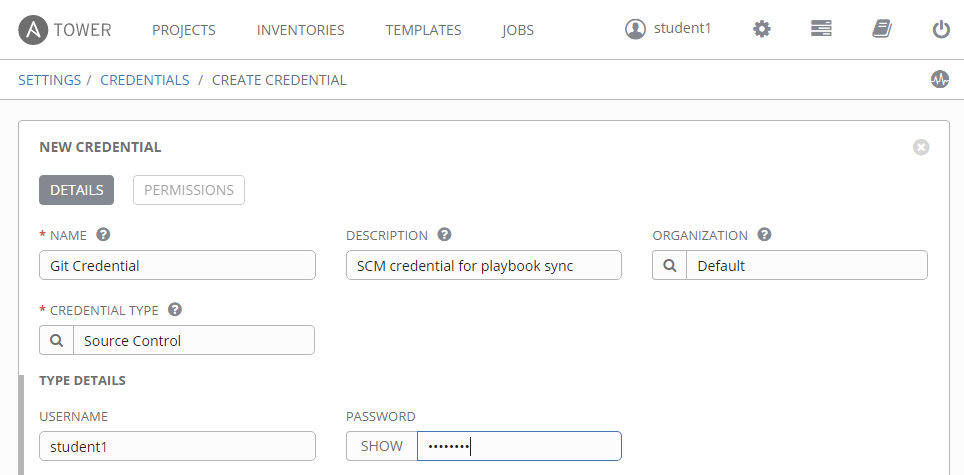 A TOWER PROJECTS INVENTORIES TEMPLATES JOBS student1
SETTINGS / CREDENTIALS / CREATE CREDENTIAL
NEW CREDENTIAL
DETAILS PERMISSIONS
* NAME ? DESCRIPTION ? ORGANIZATION ?
Git Credential SCM credential for playbook sync Default
* CREDENTIAL TYPE ?
Source Control
TYPE DETAILS
USERNAME PASSWORD
student1 SHOW ••••••••